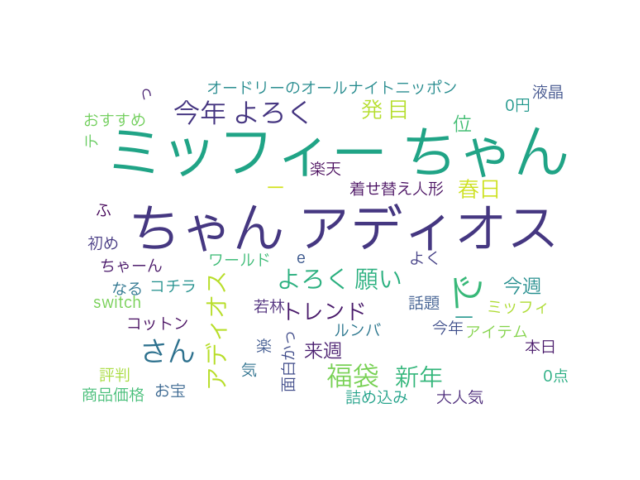 オードリーのオールナイトニッポン
液晶
つ
0円
今年 よろく
発 目
おすすめ
位
チ
ミッフィー ちゃん
楽天
一
着せ替え人形
春日
ふ
ちゃん アディオス
初め
ちゃーん
ワールド
e
よく
なる
コチラ
よろく 願い
今週
ド
switch
アディオス
若林
トレンド
話題
ミッフィ
コットン
ルンバ
今年
アイテム
さん
楽
面白かっ
来週
本日
評判
気
福袋
新年
0点
商品価格
お宝
詰め込み
大人気